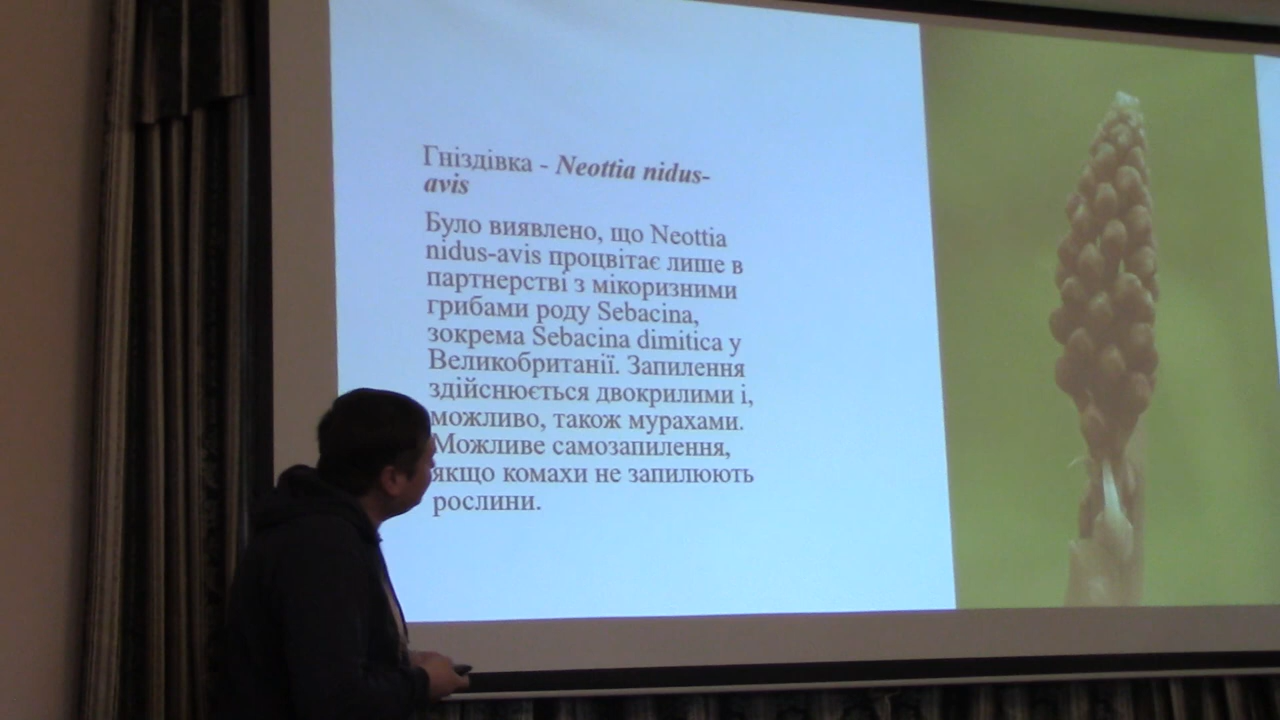 Гніздівка - Neottia nidus-
avis
Було виявлено, що Neottia
nidus-avis процвітає лише в
партнерстві з мікоризними
грибами роду Sebacina,
зокрема Sebacina dimitica у
Великобританії. Запилення
здійснюється двокрилими і,
можливо, також мурахами.
Можливе самозапилення,
якщо комахи не запилюють
рослини.